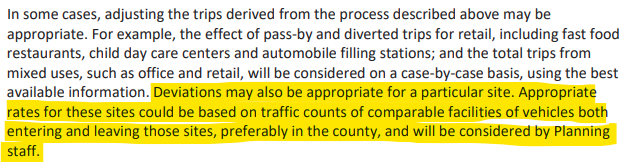 In some cases, adjusting the trips derived from the process described above may be
appropriate. For example, the effect of pass-by and diverted trips for retail, including fast food
restaurants, child day care centers and automobile filling stations; and the total trips from
mixed uses, such as office and retail, will be considered on a case-by-case basis, using the best
available information. Deviations may also be appropriate for a particular site. Appropriate
rates for these sites could be based on traffic counts of comparable facilities of vehicles both
entering and leaving those sites, preferably in the county, and will be considered by Planning
staff.